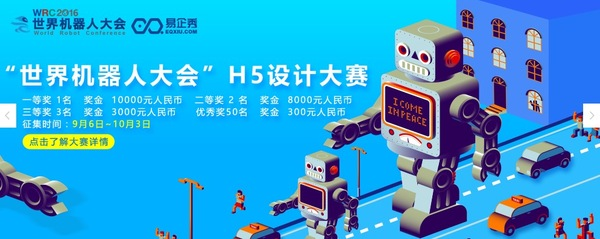 WRC2016
世界机器人大会
World Robot Conference
易企秀
EQXIU.COM
“世界机器人大会”H5设计大赛
一等奖 1名 奖金 10000元人民币 二等奖 2 名 奖金 8000元人民币
三等奖 3名 奖金 3000元人民币 优秀奖50名 奖金 300元人民币
征集时间：9月6日~10月3日
点击了解大赛详情
I COME
IN PEACE